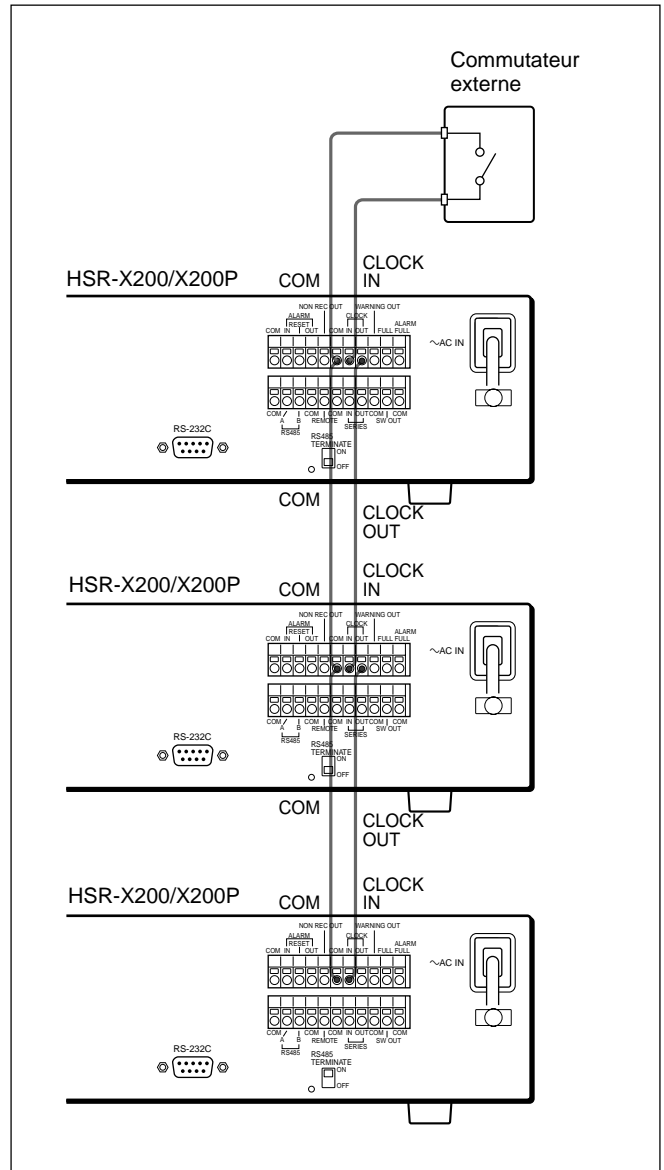 Commutateur
externe
HSR-X200/X200P
COM
CLOCK
IN
NON REC OUT
WARNING OUT
ALARM
CLOCK
ALARM
RESET
COM IN OUT COM IN OUT FULL FULL
~AC IN
COM A B COM COM IN OUT COM COM
REMOTE SW OUT
RS485
SERIES
RS-232C
RS485
TERMINATE
ON
OFF
COM
CLOCK
OUT
HSR-X200/X200P
COM
CLOCK
IN
NON REC OUT
WARNING OUT
ALARM
CLOCK
ALARM
RESET
COM IN OUT COM IN OUT FULL FULL
~AC IN
COM A B COM COM IN OUT COM COM
REMOTE SW OUT
RS485
SERIES
RS-232C
RS485
TERMINATE
ON
OFF
COM
CLOCK
OUT
HSR-X200/X200P
COM
CLOCK
IN
NON REC OUT
WARNING OUT
ALARM
CLOCK
ALARM
RESET
COM IN OUT COM IN OUT FULL FULL
~AC IN
COM A B COM COM IN OUT COM COM
REMOTE SW OUT
RS485
SERIES
RS-232C
RS485
TERMINATE
ON
OFF